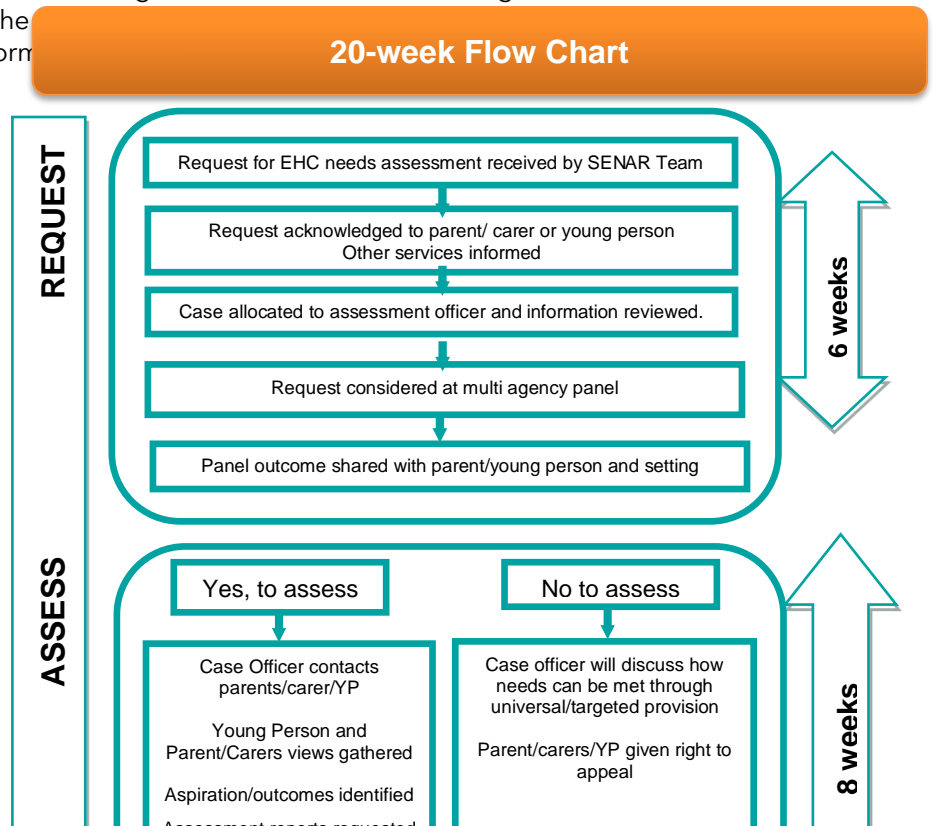 he
20-week Flow Chart
REQUEST
Request for EHC needs assessment received by SENAR Team
Request acknowledged to parent/ carer or young person
Other services informed
Case allocated to assessment officer and information reviewed.
Request considered at multi agency panel
Panel outcome shared with parent/young person and setting
6 weeks
ASSESS
Yes, to assess
Case Officer contacts
parents/carer/YP
Young Person and
Parent/Carers views gathered
Aspiration/outcomes identified
Assessment reports requested
No to assess
Case officer will discuss how
needs can be met through
universal/targeted provision
Parent/carers/YP given right to
appeal
8 weeks